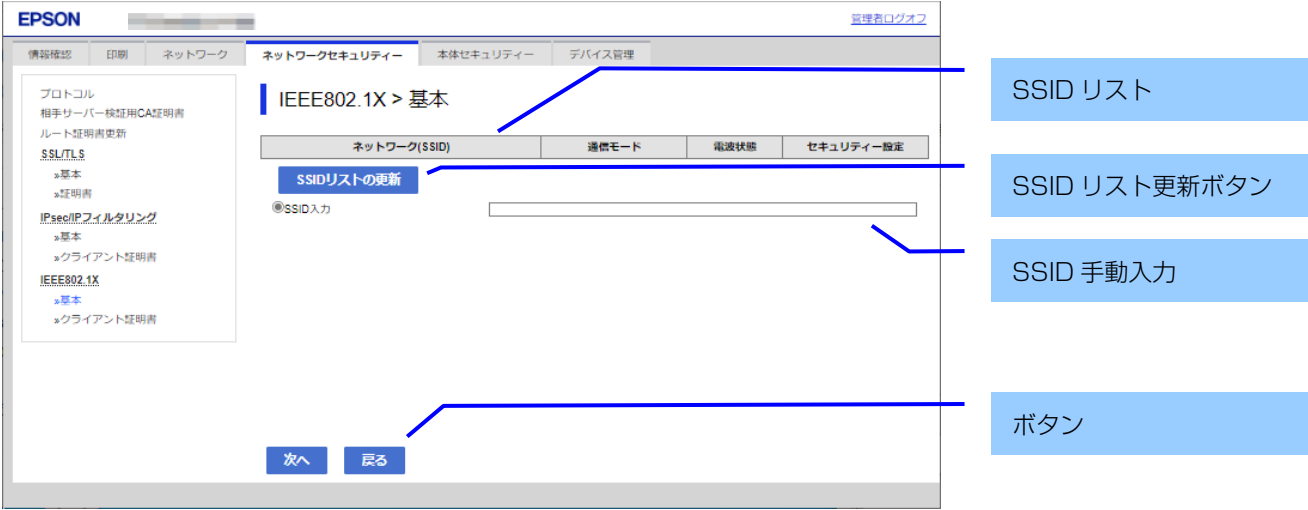 EPSON
管理者ログオフ
情報確認 印刷 ネットワーク ネットワークセキュリティー 本体セキュリティー デバイス管理
プロトコル
相手サーバー検証用CA証明書
ルート証明書更新
SSL/TLS
»基本
»証明書
IPsec/IPフィルタリング
»基本
»クライアント証明書
IEEE802.1X
»基本
»クライアント証明書
IEEE802.1X > 基本
ネットワーク(SSID) 通信モード 電波状態 セキュリティー設定
SSIDリストの更新
SSID入力
次へ 戻る
SSID リスト
SSID リスト更新ボタン
SSID 手動入力
ボタン